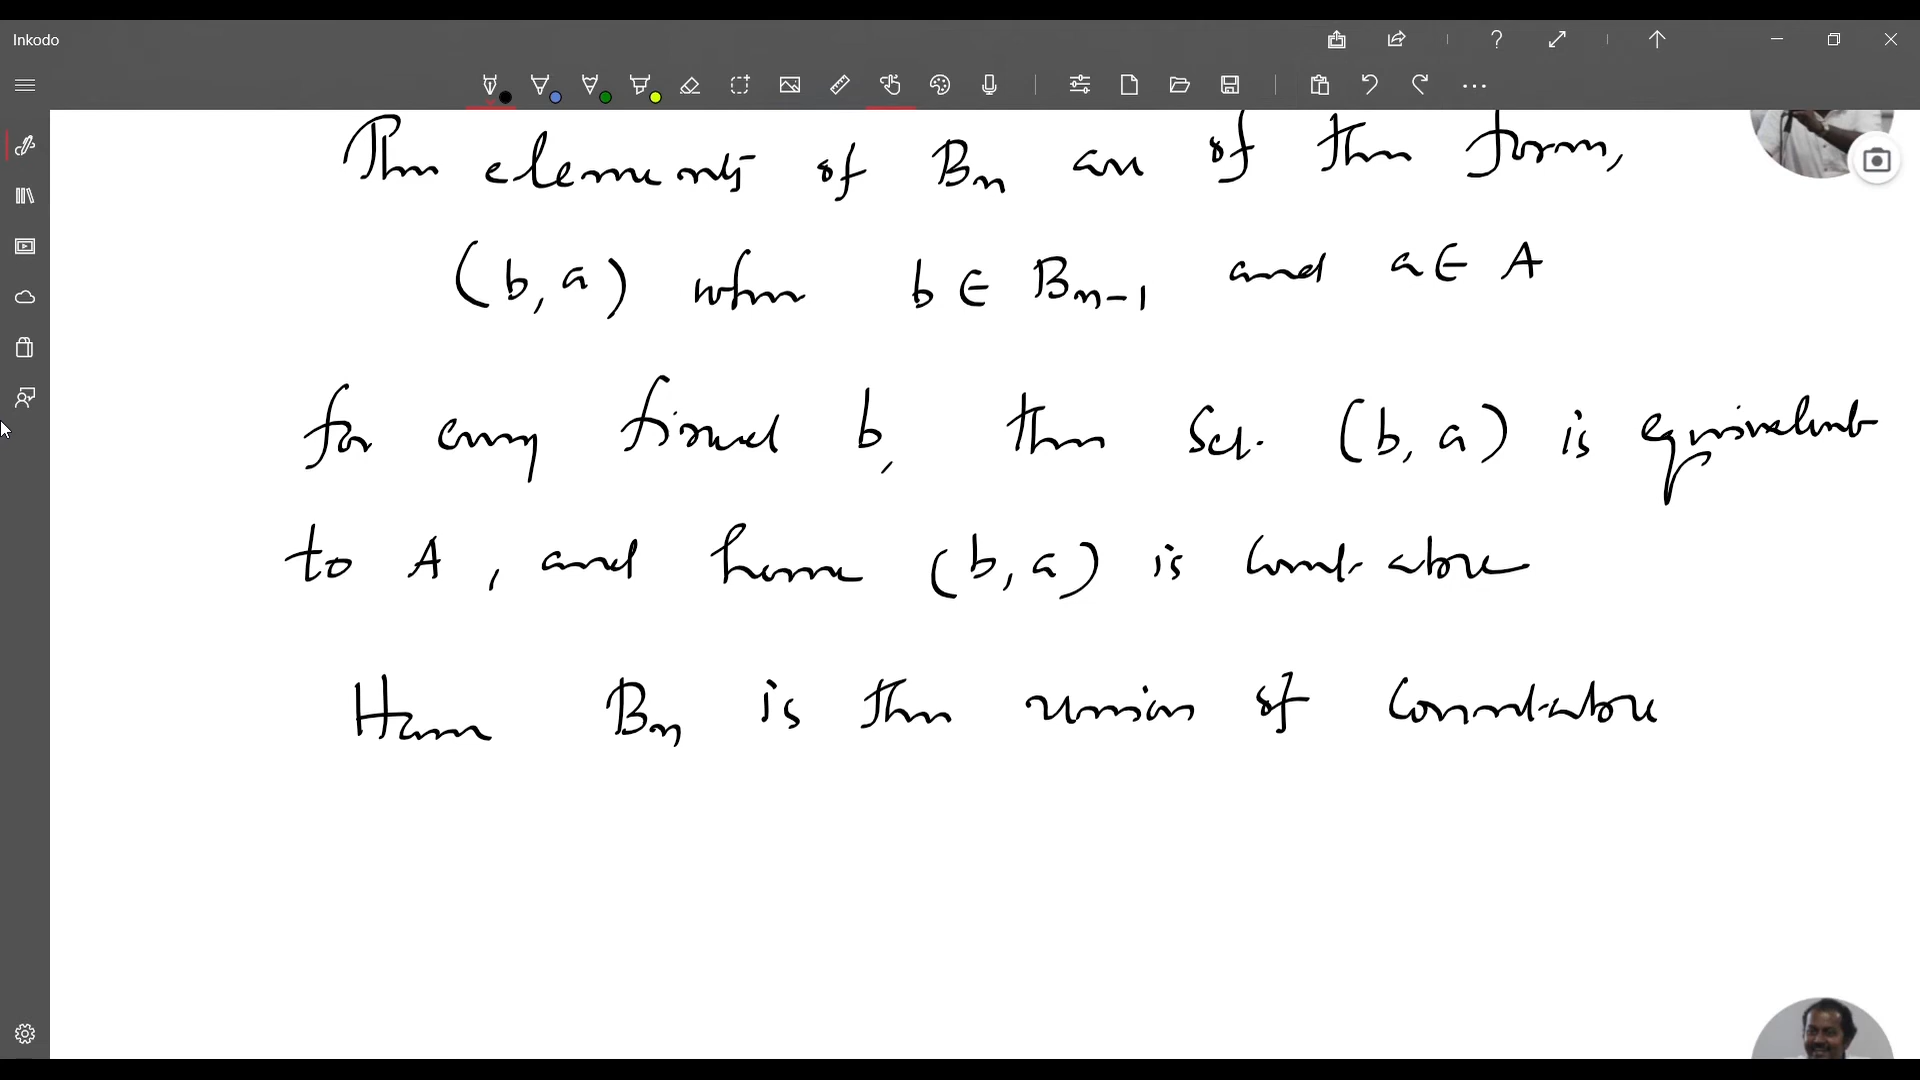 Inkodo
The elements of Bn are of the form,
(b, a) where b ∈ Bn-1 and a ∈ A
for every fixed b, the set (b, a) is equivalent
to A, and hence (b, a) is countable
Hence Bn is the union of countable